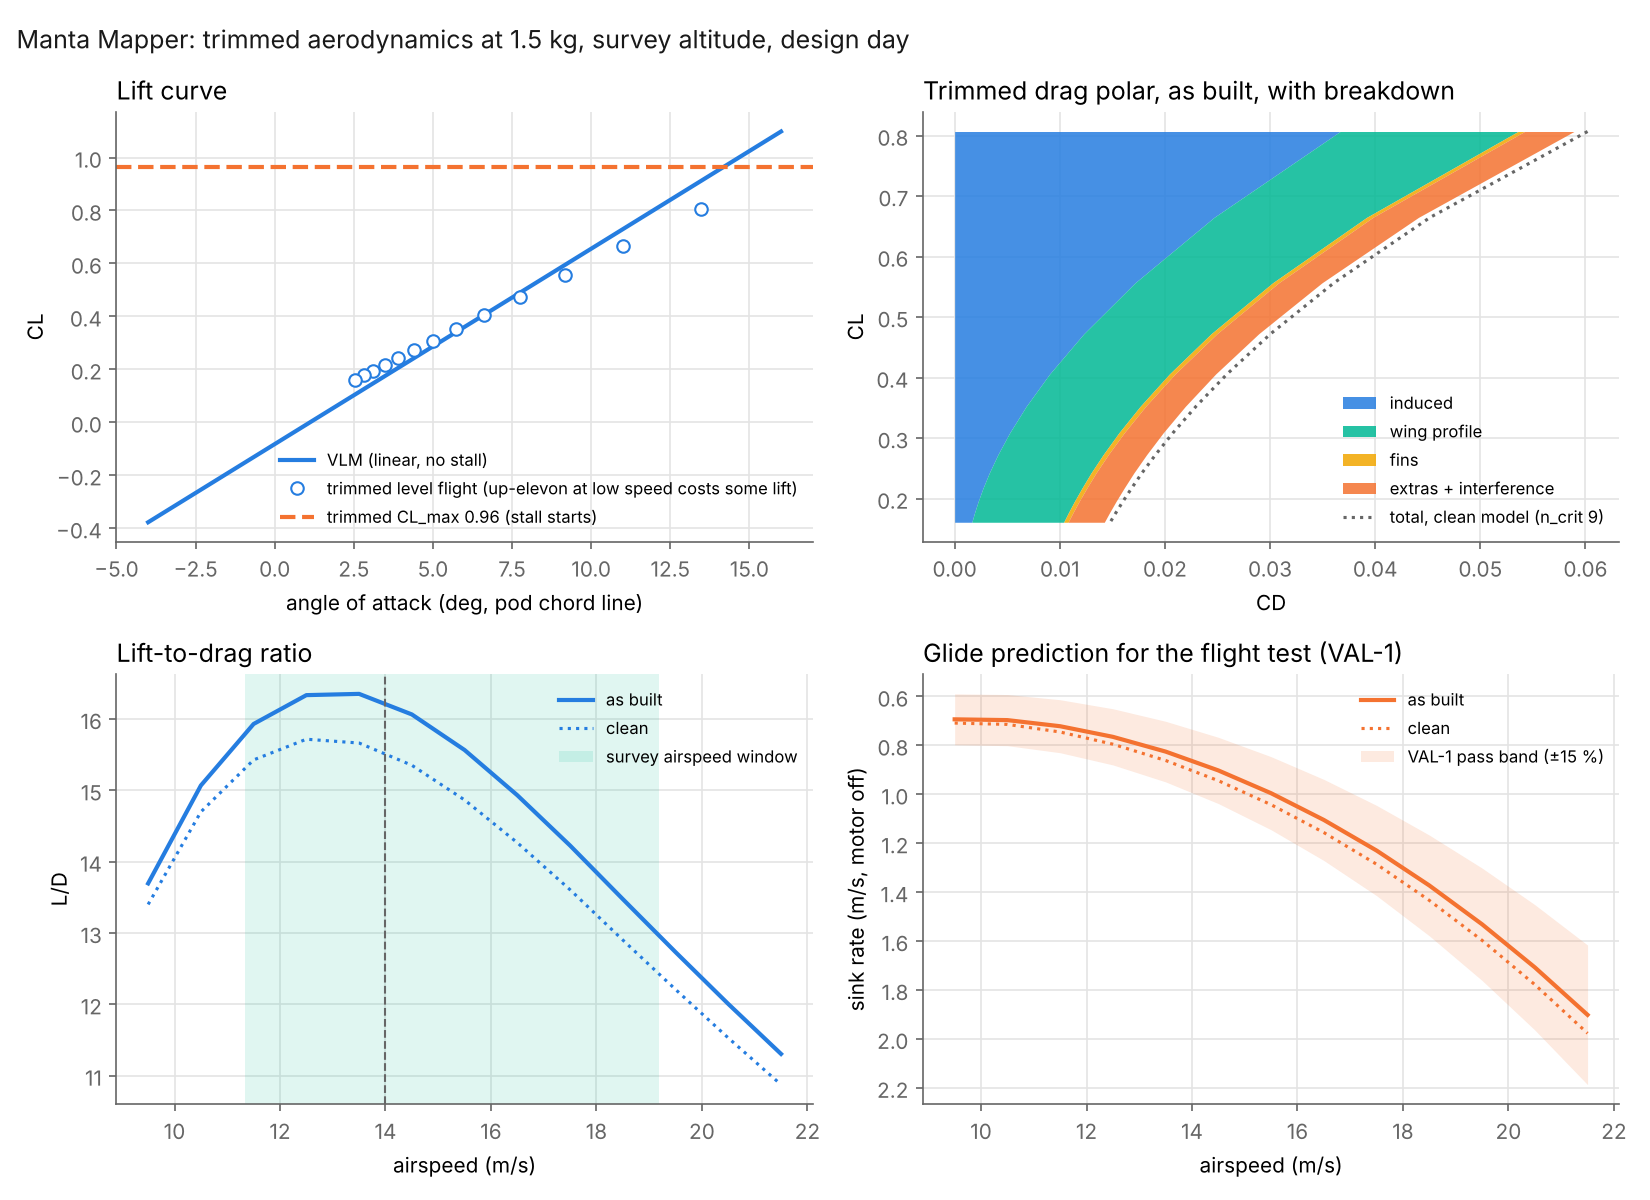 Manta Mapper: trimmed aerodynamics at 1.5 kg, survey altitude, design day
Lift curve
CL
1.0
0.8
0.6
0.4
0.2
0.0
−0.2
−0.4
VLM (linear, no stall)
trimmed level flight (up-elevon at low speed costs some lift)
trimmed CL_max 0.96 (stall starts)
−5.0 −2.5 0.0 2.5 5.0 7.5 10.0 12.5 15.0
angle of attack (deg, pod chord line)
Trimmed drag polar, as built, with breakdown
CL
0.8
0.7
0.6
0.5
0.4
0.3
0.2
induced
wing profile
fins
extras + interference
total, clean model (n_crit 9)
0.00 0.01 0.02 0.03 0.04 0.05 0.06
CD
Lift-to-drag ratio
L/D
16
15
14
13
12
11
as built
clean
survey airspeed window
10 12 14 16 18 20 22
airspeed (m/s)
Glide prediction for the flight test (VAL-1)
sink rate (m/s, motor off)
0.6
0.8
1.0
1.2
1.4
1.6
1.8
2.0
2.2
as built
clean
VAL-1 pass band (±15 %)
10 12 14 16 18 20 22
airspeed (m/s)